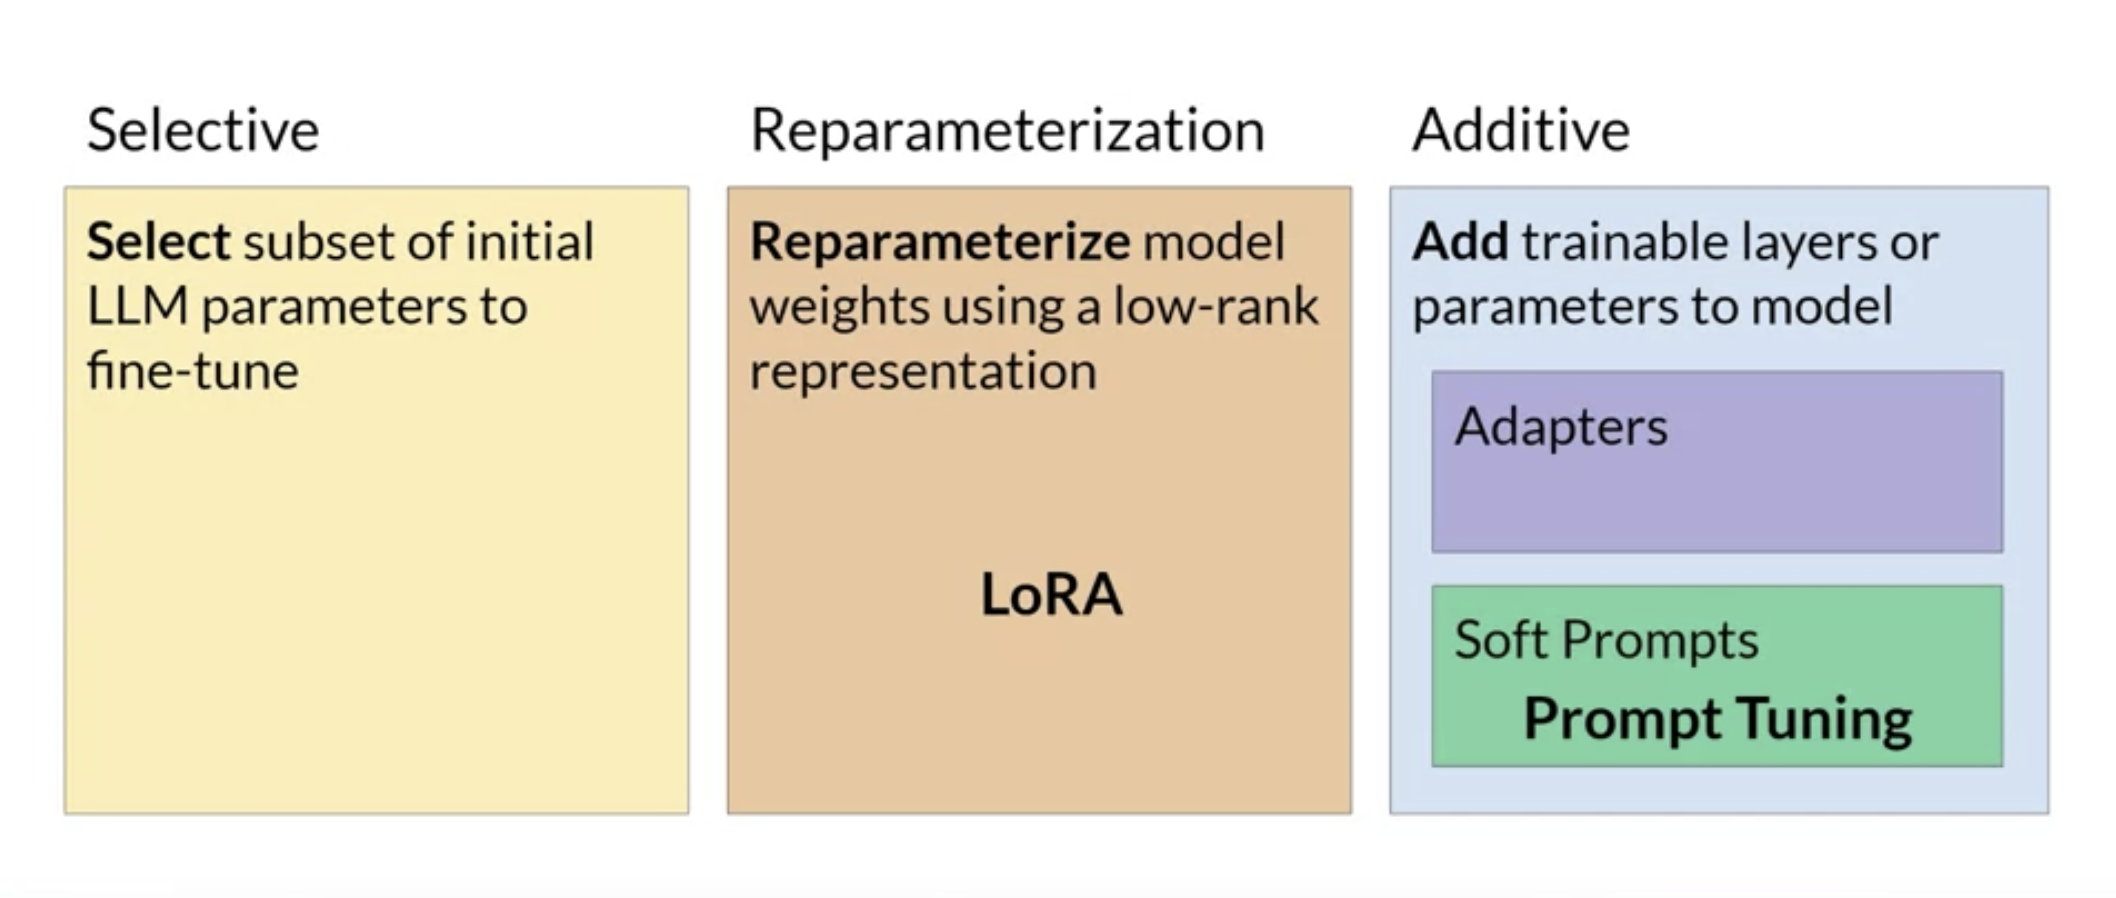 Selective
Select subset of initial
LLM parameters to
fine-tune
Reparameterization
Reparameterize model
weights using a low-rank
representation
LoRA
Additive
Add trainable layers or
parameters to model
Adapters
Soft Prompts
Prompt Tuning